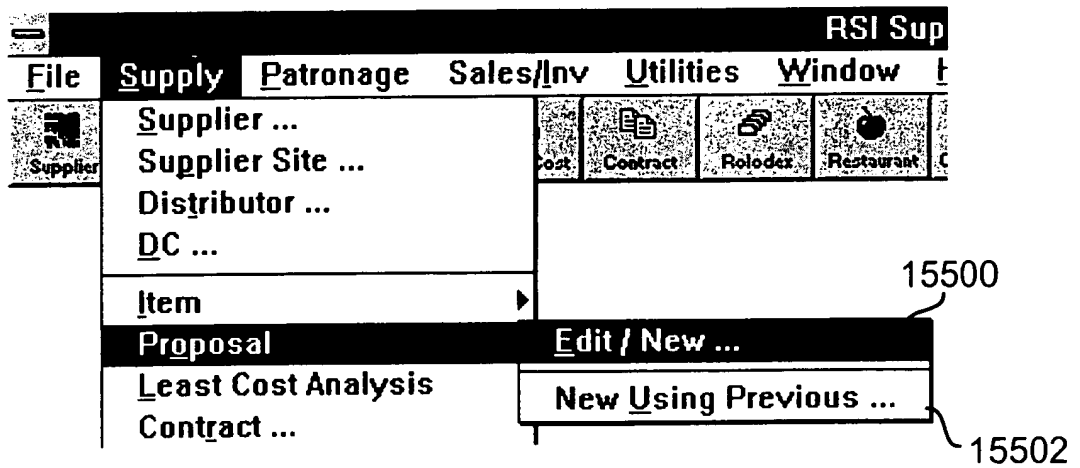 RSI Sup
File Supply Patronage Sales/Inv Utilities Window
Supplier Cost Contract Rolodex Restaurant
Supplier ...
Supplier Site ...
Distributor ...
DC ...
Item
Proposal
Least Cost Analysis
Contract ...
15500
Edit / New ...
New Using Previous ...
15502